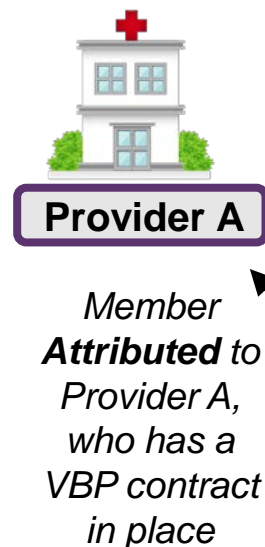 Provider A
Member
Attributed to
Provider A,
who has a
VBP contract
in place